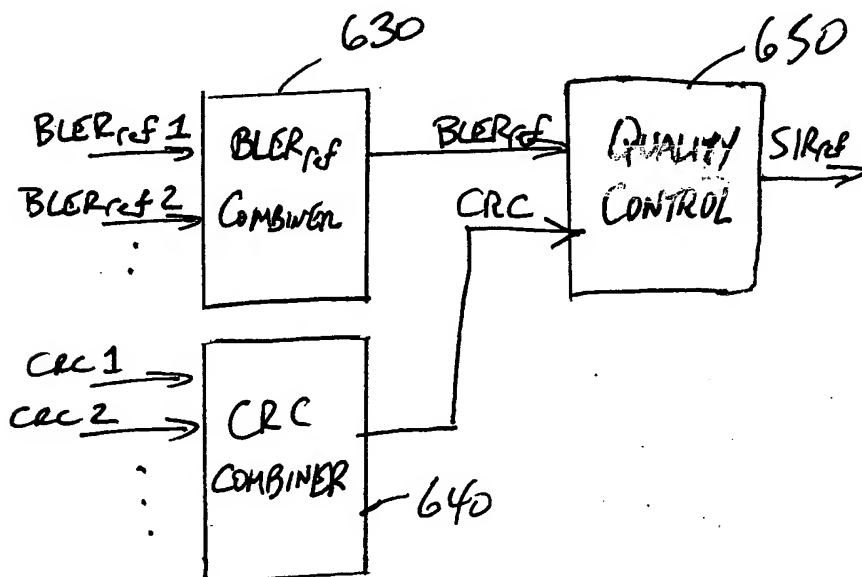 630
650
BLERref 1
BLERref 2
BLERref
COMBINER
BLERref
CRC
QUALITY
CONTROL
SIRref
CRC 1
CRC 2
CRC
COMBINER
640